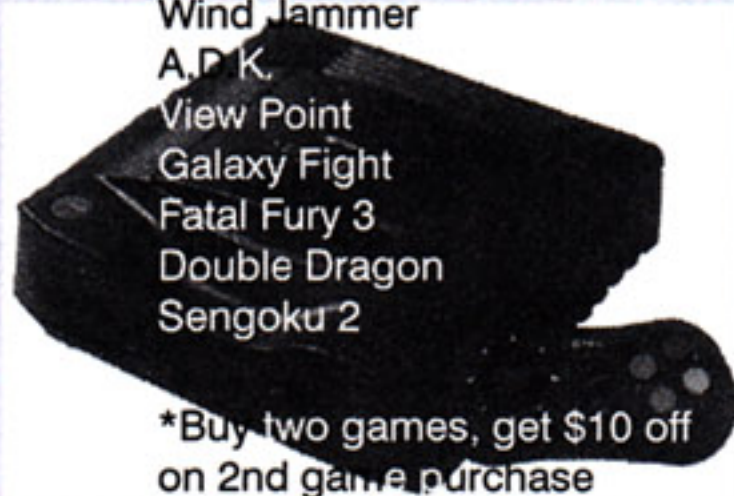 Wind Jammer
A.D.K.
View Point
Galaxy Fight
Fatal Fury 3
Double Dragon
Sengoku 2
*Buy two games, get $10 off
on 2nd game purchase